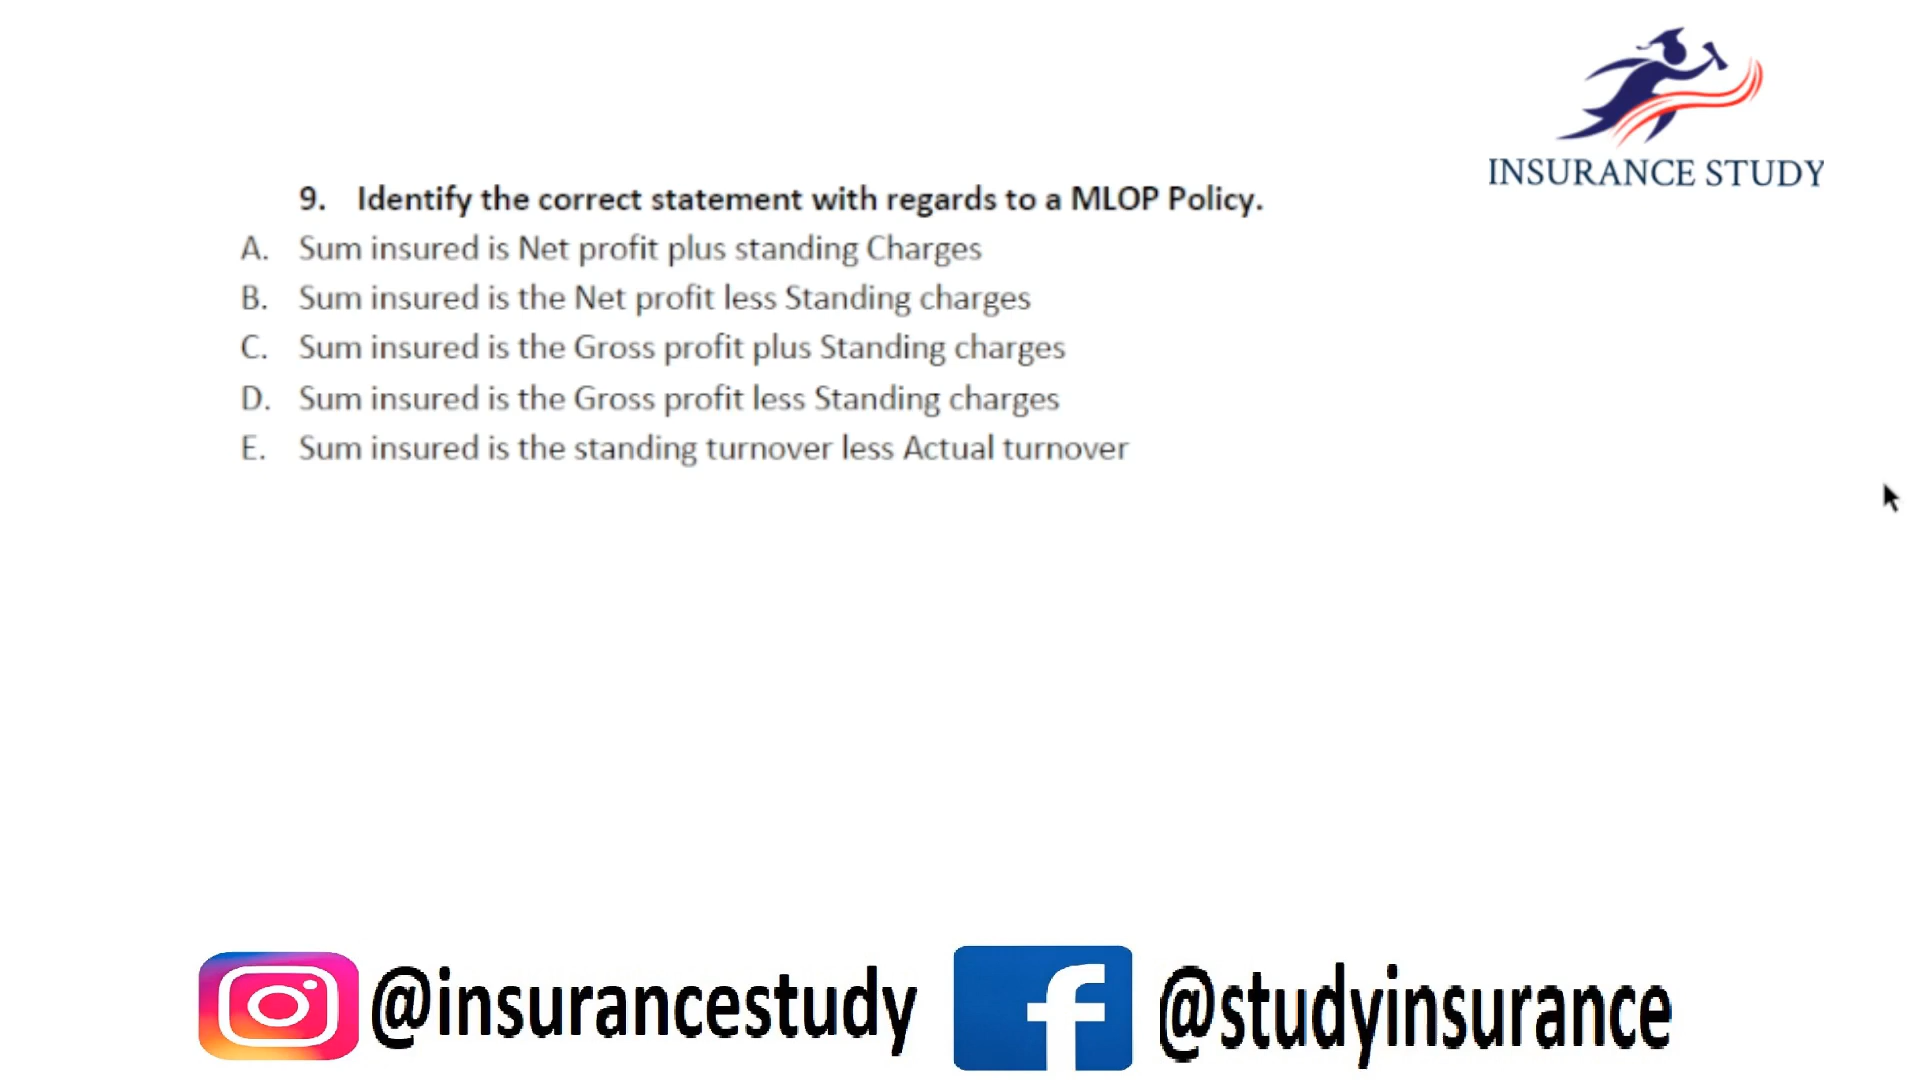 INSURANCE STUDY
9. Identify the correct statement with regards to a MLOP Policy.
A. Sum insured is Net profit plus standing Charges
B. Sum insured is the Net profit less Standing charges
C. Sum insured is the Gross profit plus Standing charges
D. Sum insured is the Gross profit less Standing charges
E. Sum insured is the standing turnover less Actual turnover
@insurancestudy
@studyinsurance